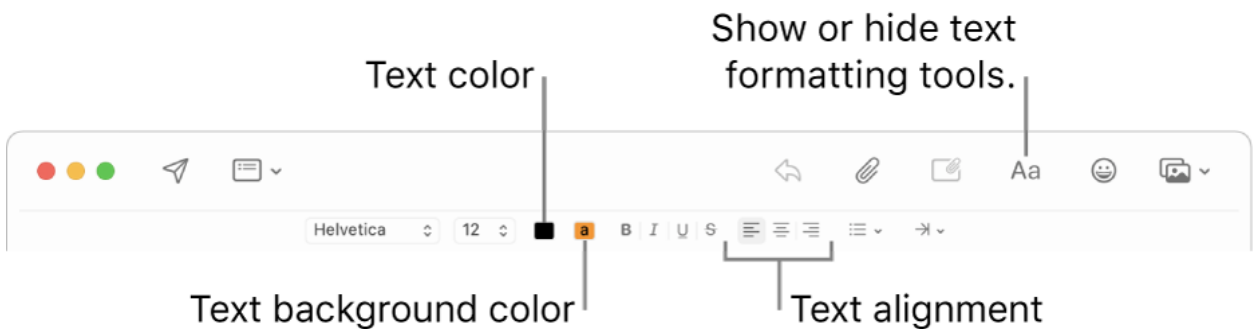 Show or hide text
formatting tools.
Text color
Aa
Helvetica 12 a B I U S
Text background color
Text alignment